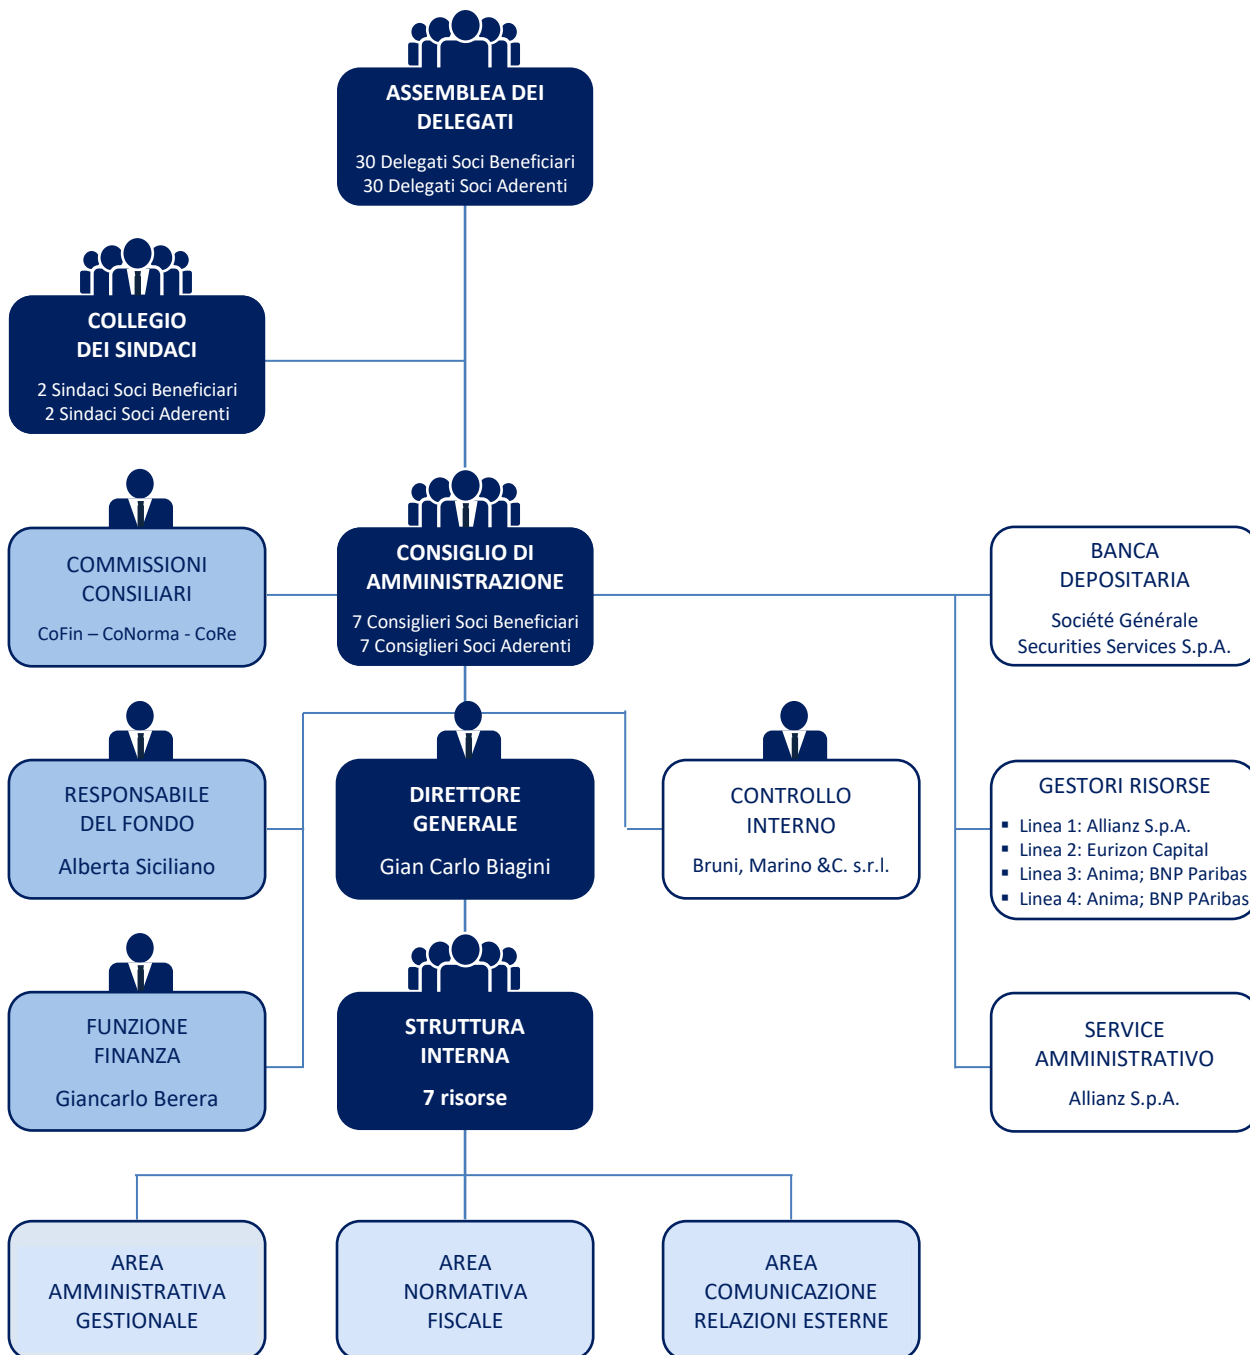 ASSEMBLEA DEI
DELEGATI
30 Delegati Soci Beneficiari
30 Delegati Soci Aderenti
COLLEGIO
DEI SINDACI
2 Sindaci Soci Beneficiari
2 Sindaci Soci Aderenti
COMMISSIONI
CONSILIARI
CoFin – CoNorma - CoRe
CONSIGLIO DI
AMMINISTRAZIONE
7 Consiglieri Soci Beneficiari
7 Consiglieri Soci Aderenti
BANCA
DEPOSITARIA
Société Générale
Securities Services S.p.A.
RESPONSABILE
DEL FONDO
Alberta Siciliano
DIRETTORE
GENERALE
Gian Carlo Biagini
CONTROLLO
INTERNO
Bruni, Marino &C. s.r.l.
GESTORI RISORSE
▪ Linea 1: Allianz S.p.A.
▪ Linea 2: Eurizon Capital
▪ Linea 3: Anima; BNP Paribas
▪ Linea 4: Anima; BNP PAribas
FUNZIONE
FINANZA
Giancarlo Berera
STRUTTURA
INTERNA
7 risorse
SERVICE
AMMINISTRATIVO
Allianz S.p.A.
AREA
AMMINISTRATIVA
GESTIONALE
AREA
NORMATIVA
FISCALE
AREA
COMUNICAZIONE
RELAZIONI ESTERNE